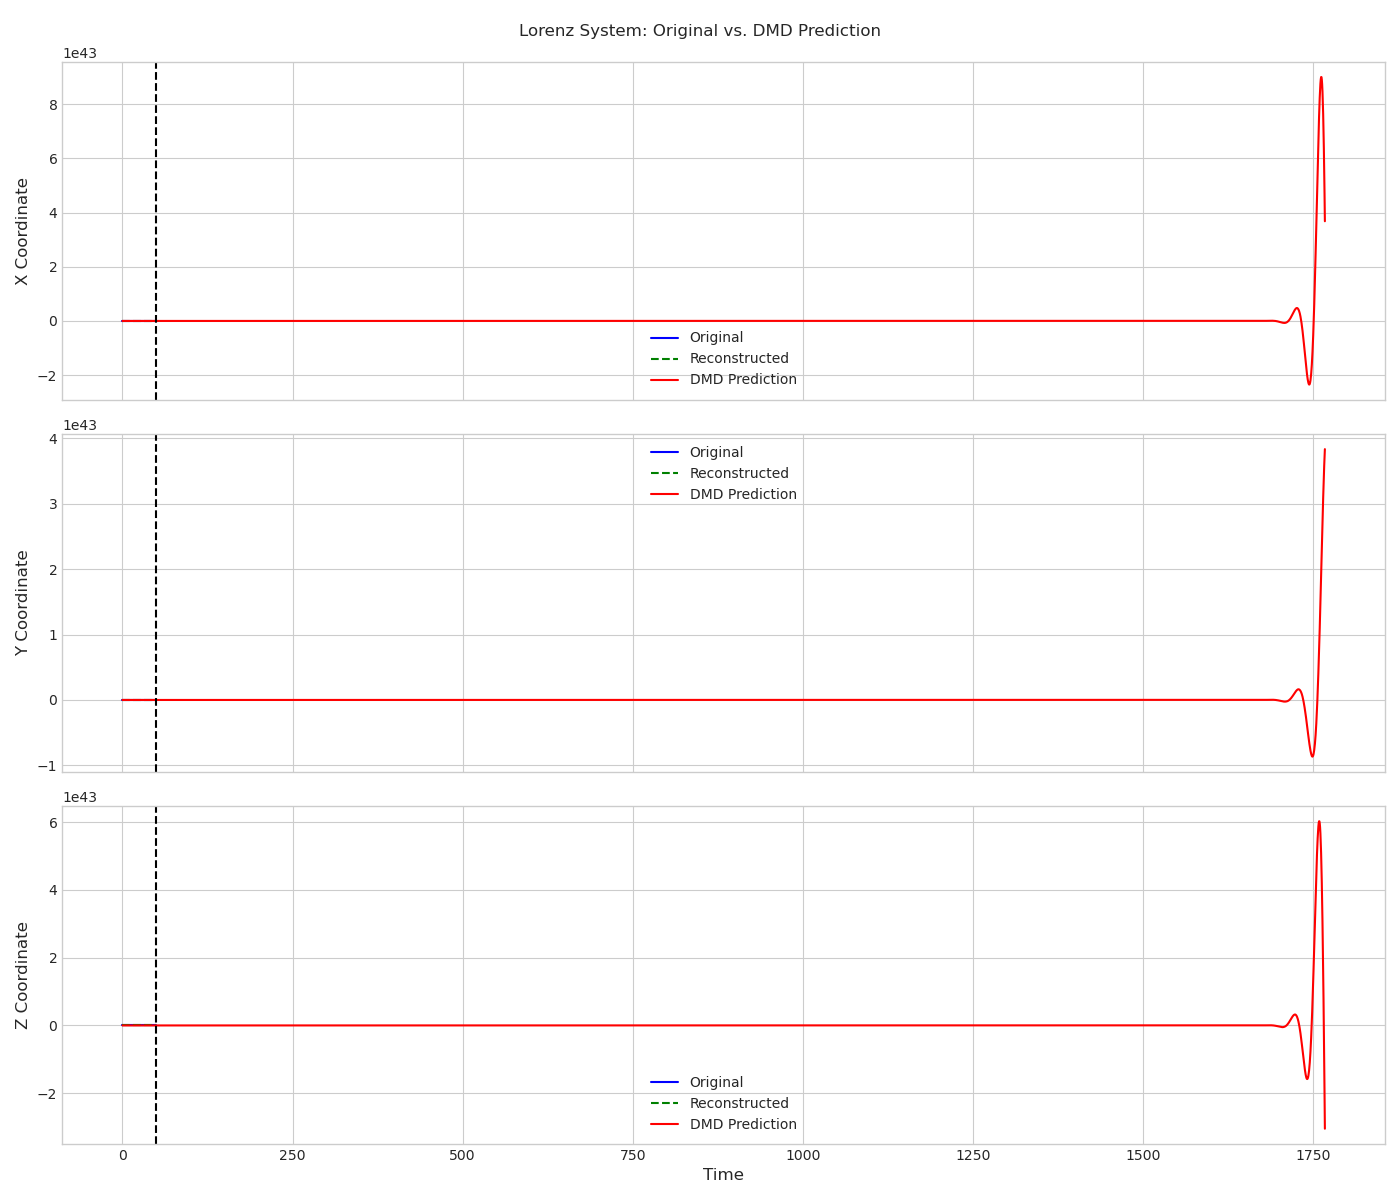 Lorenz System: Original vs. DMD Prediction
1e43
8
6
4
2
0
−2
X Coordinate
Original
Reconstructed
DMD Prediction
1e43
4
3
2
1
0
−1
Y Coordinate
Original
Reconstructed
DMD Prediction
1e43
6
4
2
0
−2
Z Coordinate
Original
Reconstructed
DMD Prediction
0 250 500 750 1000 1250 1500 1750
Time